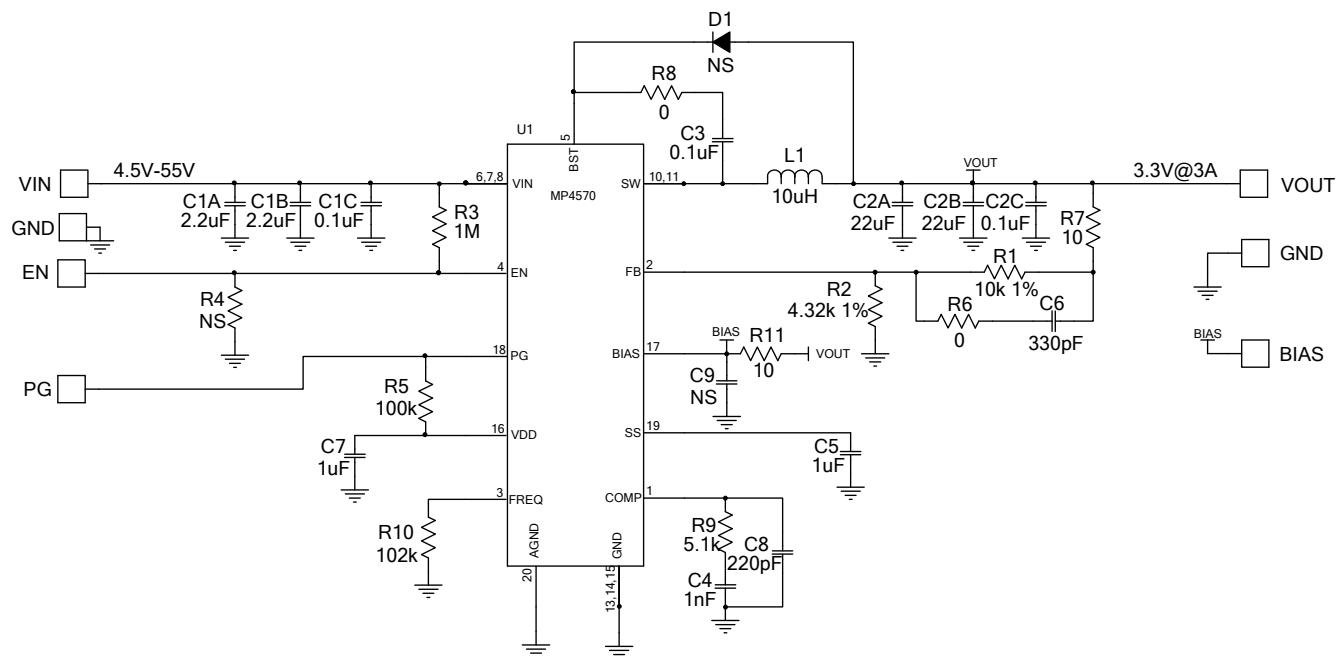 D1
NS
R8
0
U1
5
BST
C3
0.1uF
L1
10uH
VIN
4.5V-55V
6,7,8
VIN
MP4570
SW
10,11
VOUT
3.3V@3A
VOUT
C1A
2.2uF
C1B
2.2uF
C1C
0.1uF
R3
1M
C2A
22uF
C2B
22uF
C2C
0.1uF
R7
10
GND
GND
EN
4
EN
FB
2
R1
10k 1%
R4
NS
R2
4.32k 1%
R6
0
C6
330pF
18
PG
BIAS
17
BIAS
R11
10
VOUT
BIAS
BIAS
PG
R5
100k
C9
NS
16
VDD
SS
19
C7
1uF
C5
1uF
3
FREQ
COMP
1
R10
102k
R9
5.1k
C8
220pF
C4
1nF
AGND
GND
20
13,14,15